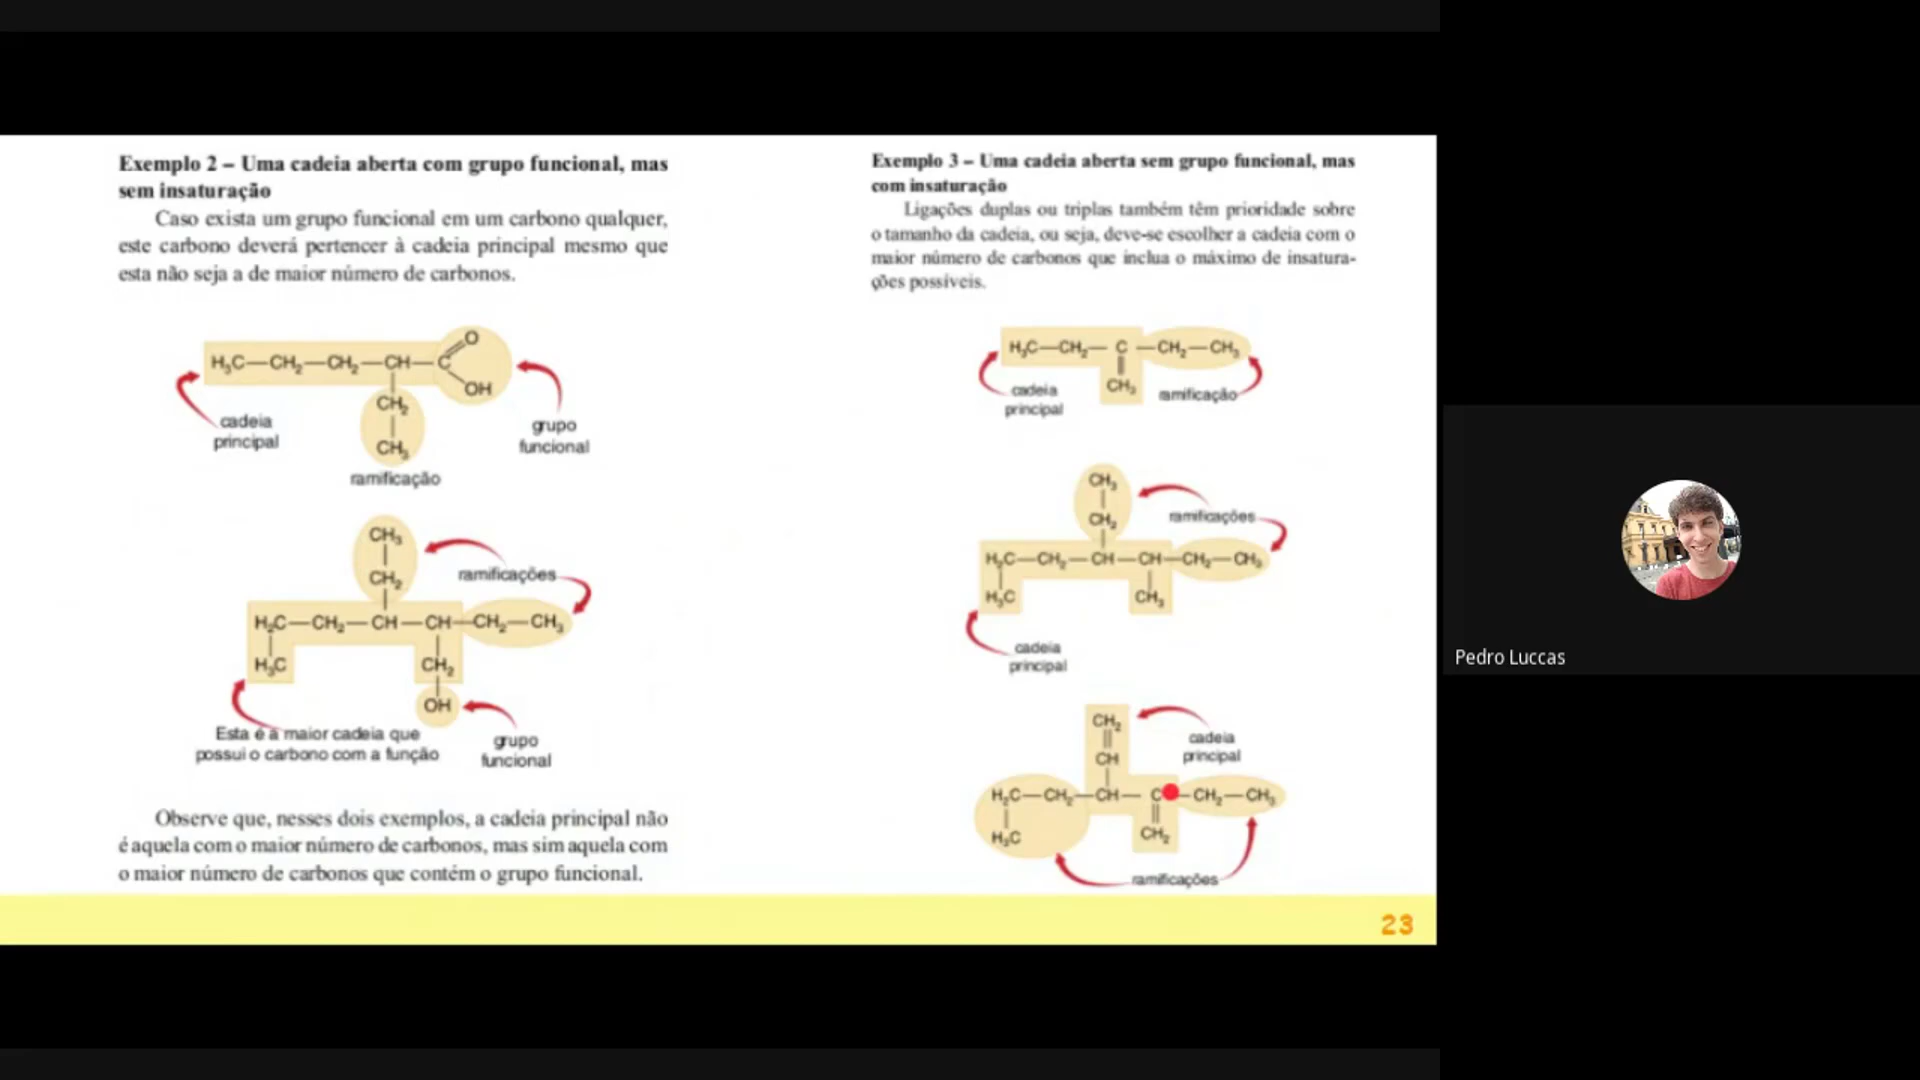 Exemplo 2 – Uma cadeia aberta com grupo funcional, mas
sem insaturação
Caso exista um grupo funcional em um carbono qualquer,
este carbono deverá pertencer à cadeia principal mesmo que
esta não seja a de maior número de carbonos.
O
H₃C—CH₂—CH₂—CH—C
OH
CH₂
CH₃
cadeia
principal
grupo
funcional
ramificação
CH₃
CH₂
ramificações
H₂C—CH₂—CH—CH—CH₂—CH₃
H₃C
CH₂
OH
Esta é a maior cadeia que
possui o carbono com a função
grupo
funcional
Observe que, nesses dois exemplos, a cadeia principal não
é aquela com o maior número de carbonos, mas sim aquela com
o maior número de carbonos que contém o grupo funcional.
Exemplo 3 – Uma cadeia aberta sem grupo funcional, mas
com insaturação
Ligações duplas ou triplas também têm prioridade sobre
o tamanho da cadeia, ou seja, deve-se escolher a cadeia com o
maior número de carbonos que inclua o máximo de insatura-
ções possíveis.
H₃C—CH₂—C—CH₂—CH₃
CH₃
cadeia
principal
ramificação
CH₃
CH₂
ramificações
H₂C—CH₂—CH—CH—CH₂—CH₃
H₃C
CH₃
cadeia
principal
CH₂
CH
cadeia
principal
H₂C—CH₂—CH—C—CH₂—CH₃
H₃C
CH₂
ramificações
23
Pedro Luccas